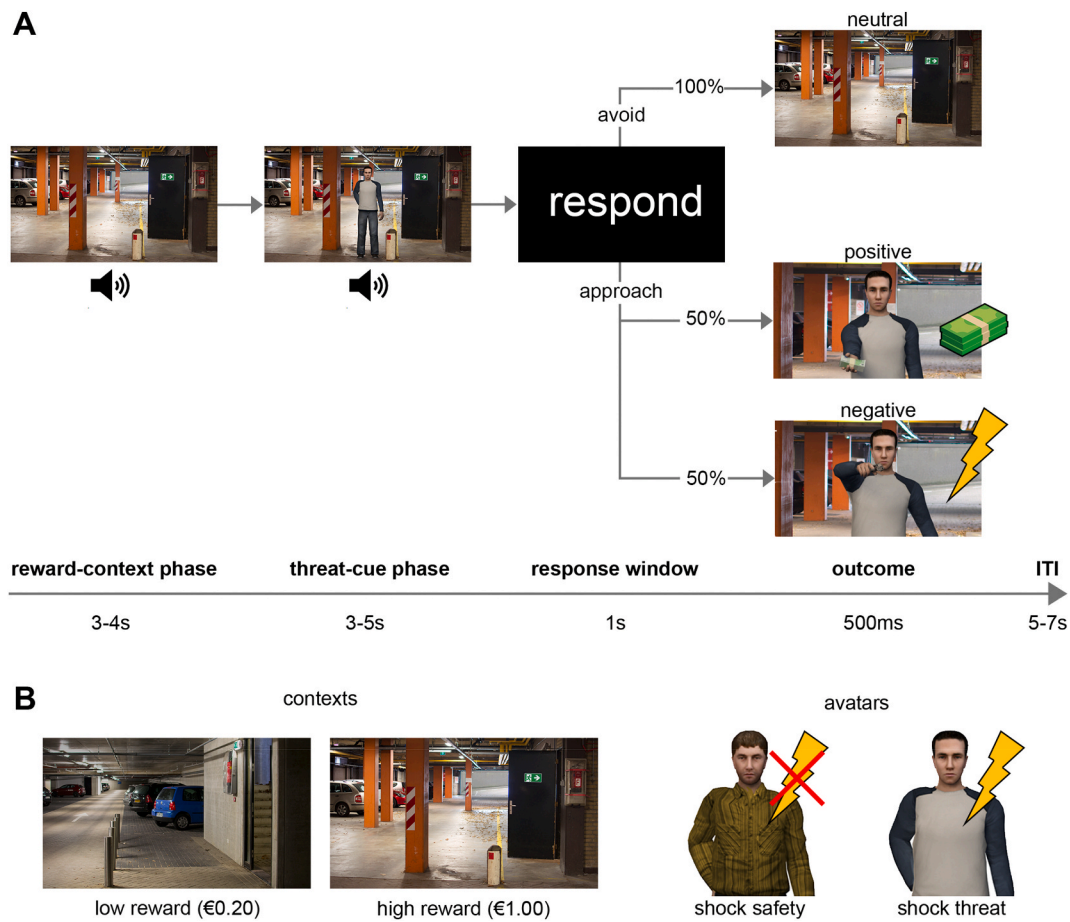 A
neutral
100%
avoid
respond
approach
positive
50%
negative
50%
reward-context phase
threat-cue phase
response window
outcome
ITI
3-4s
3-5s
1s
500ms
5-7s
B
contexts
avatars
low reward (€0.20)
high reward (€1.00)
shock safety
shock threat